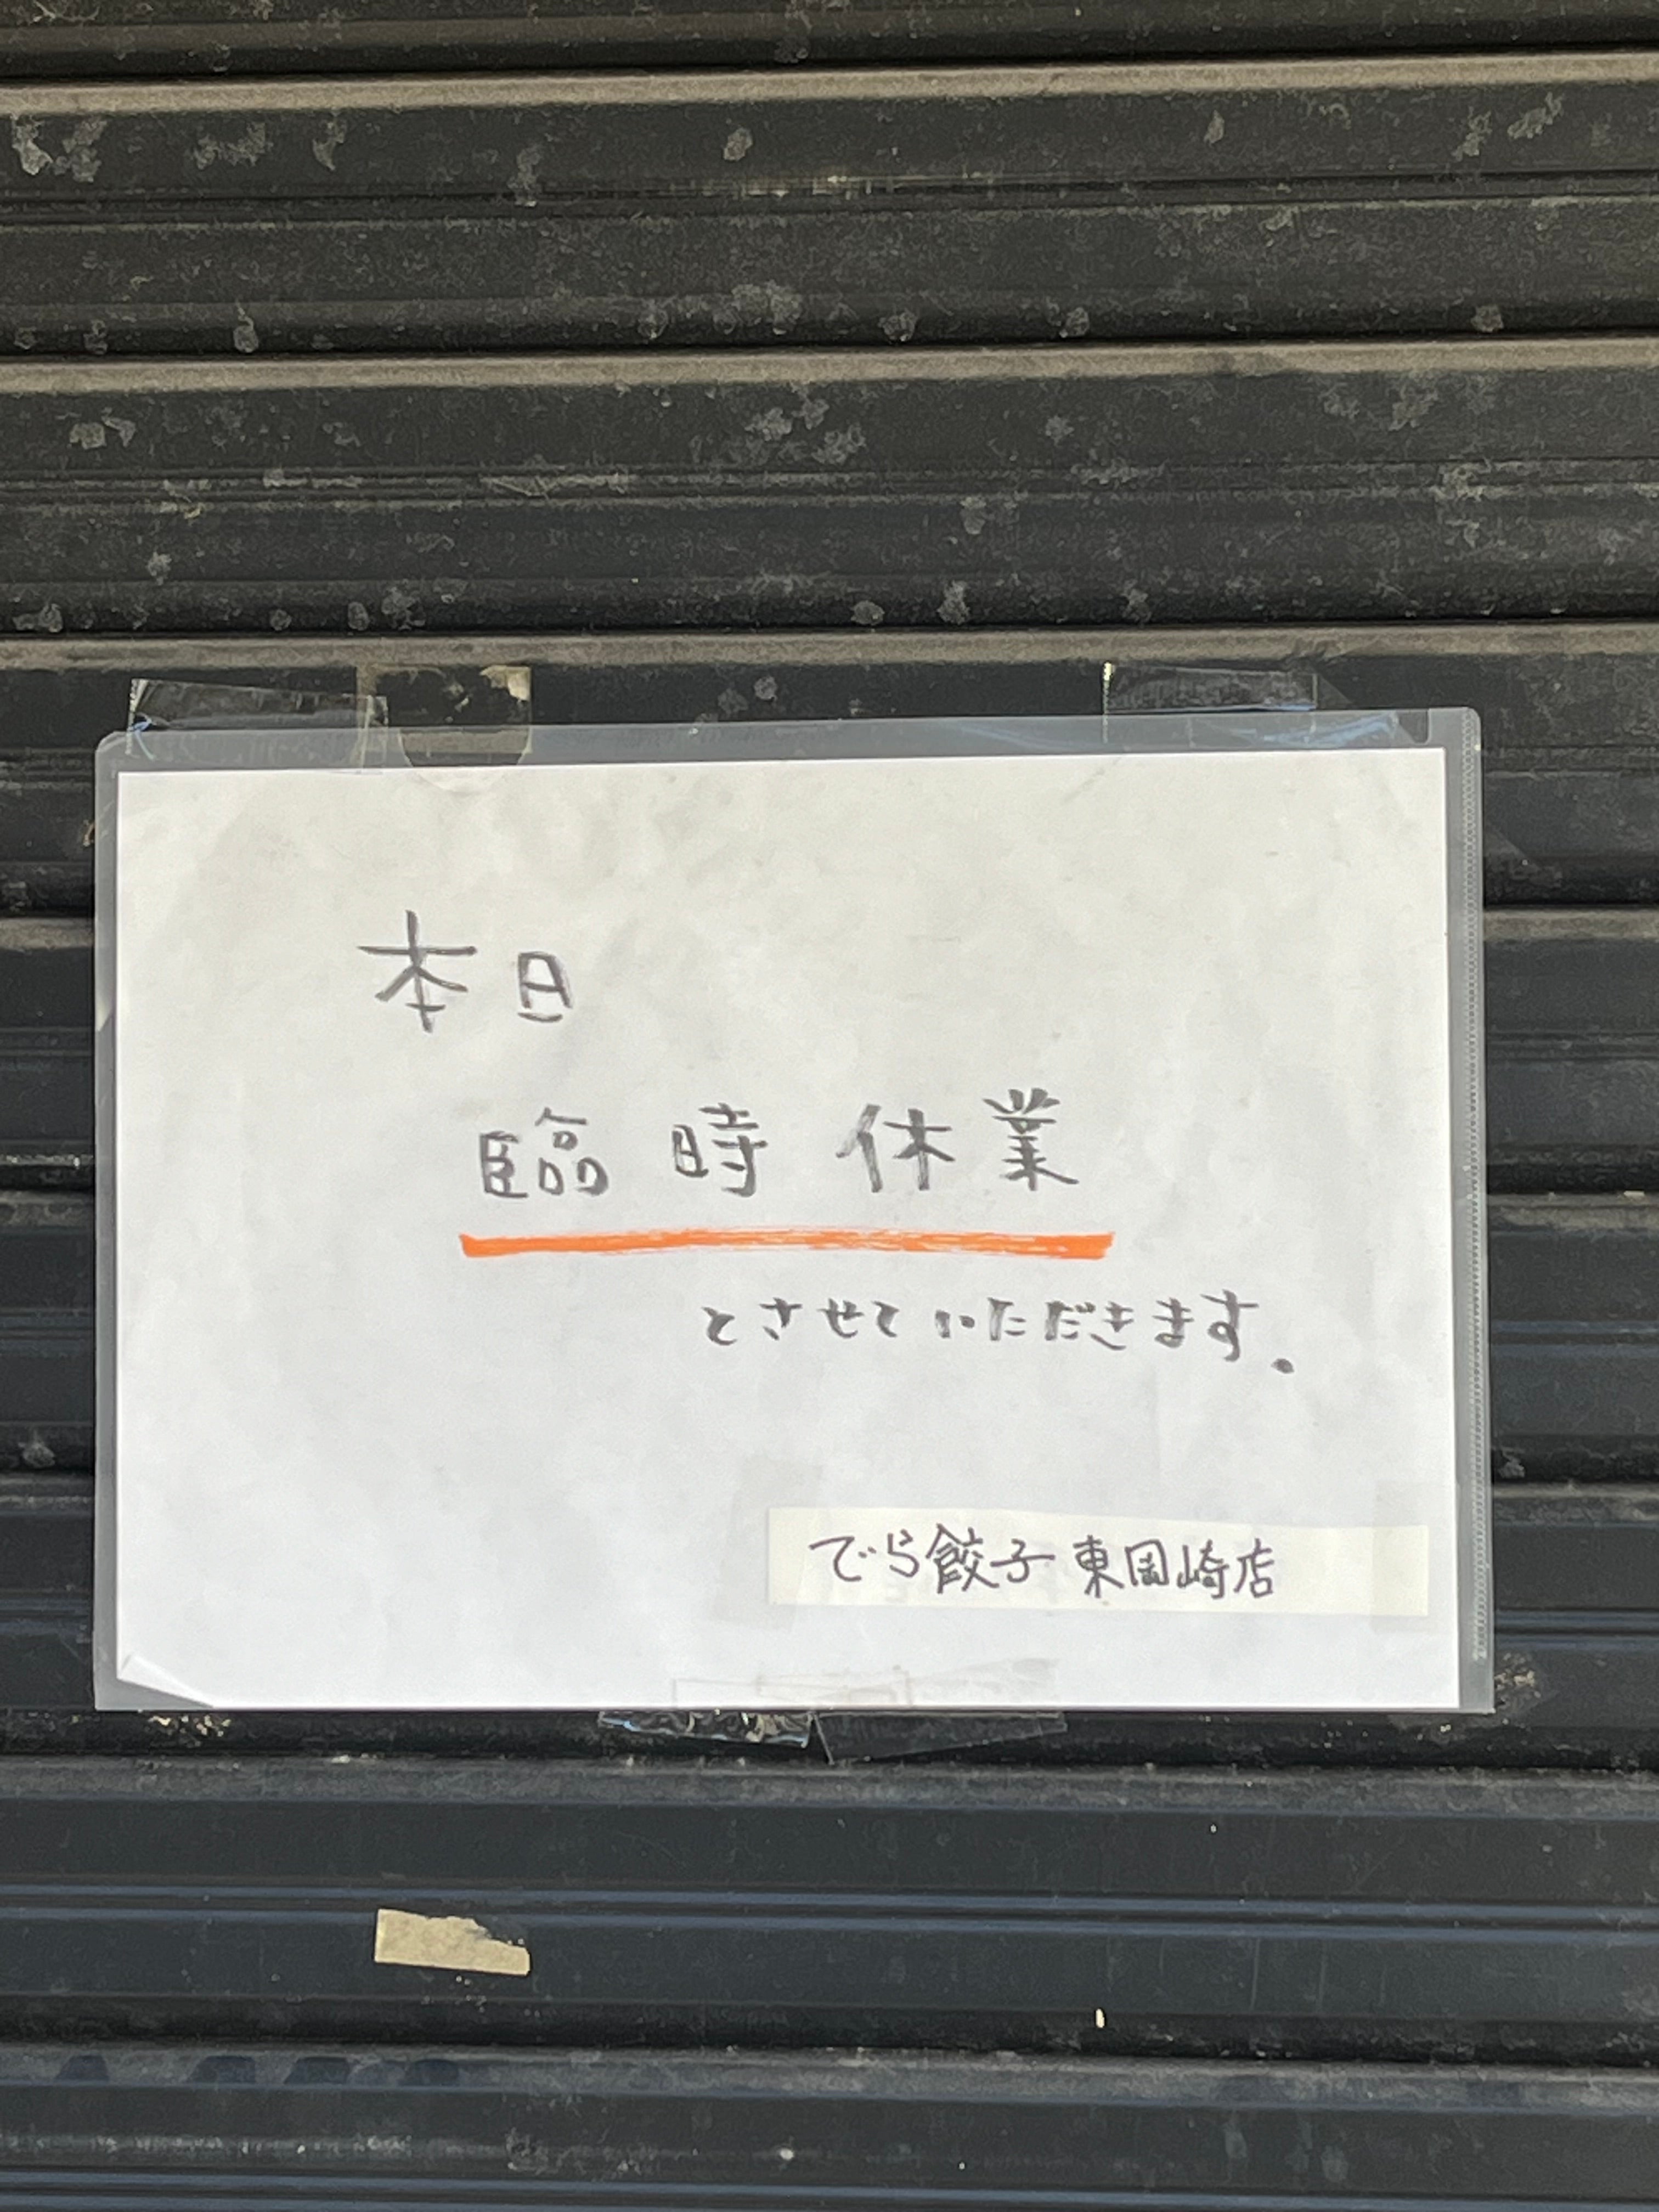 本日
臨時休業
とさせていただきます.
でら餃子 東岡崎店